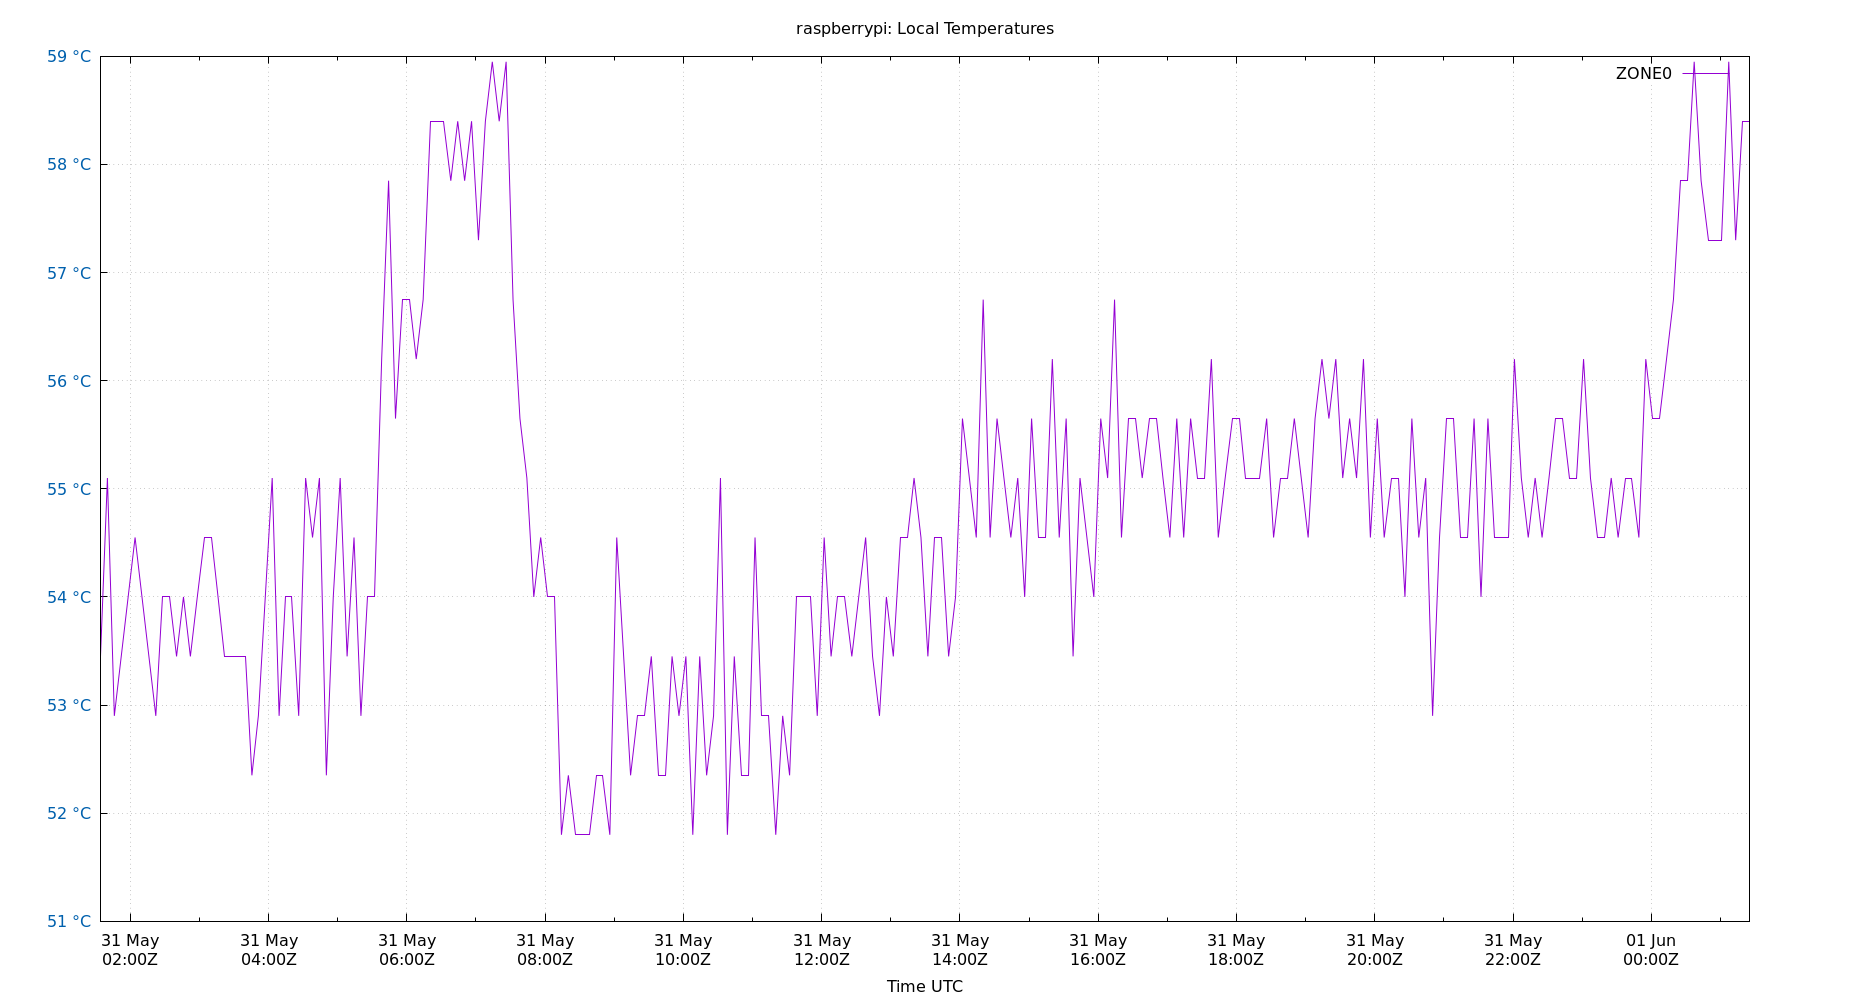 raspberrypi: Local Temperatures
59 °C
58 °C
57 °C
56 °C
55 °C
54 °C
53 °C
52 °C
51 °C
ZONE0
31 May 31 May 31 May 31 May 31 May 31 May 31 May 31 May 31 May 31 May 31 May 01 Jun
02:00Z 04:00Z 06:00Z 08:00Z 10:00Z 12:00Z 14:00Z 16:00Z 18:00Z 20:00Z 22:00Z 00:00Z
Time UTC